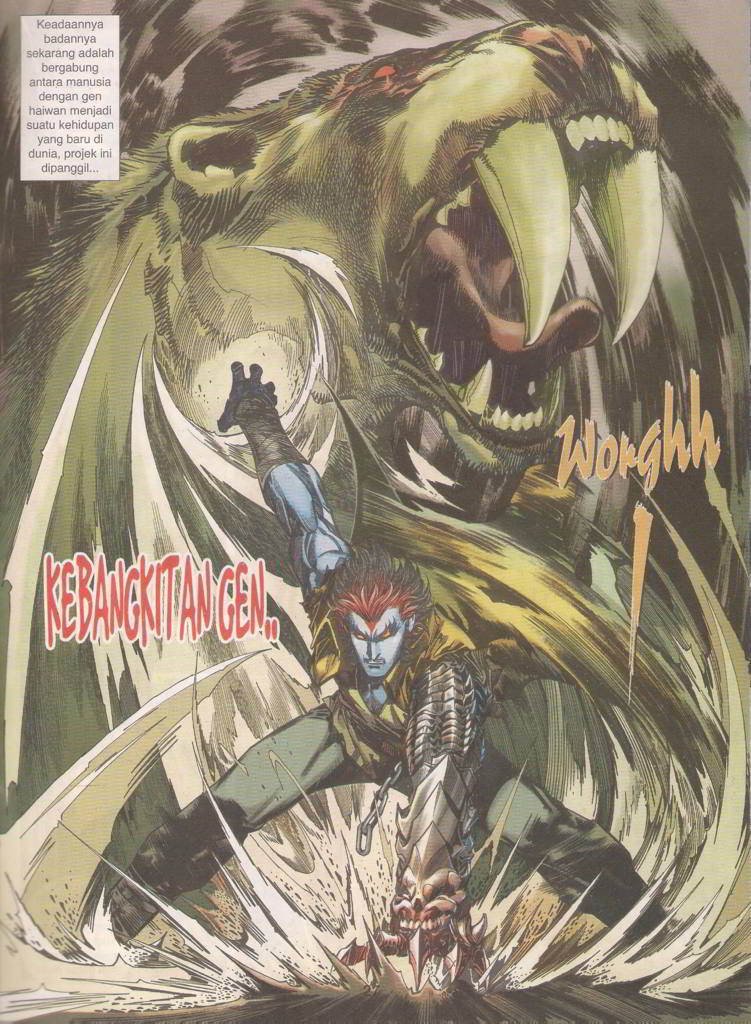 Keadaannya
badannya
sekarang adalah
bergabung
antara manusia
dengan gen
haiwan menjadi
suatu kehidupan
yang baru di
dunia, projek ini
dipanggil...
Worghh
!
KEBANGKITAN GEN..